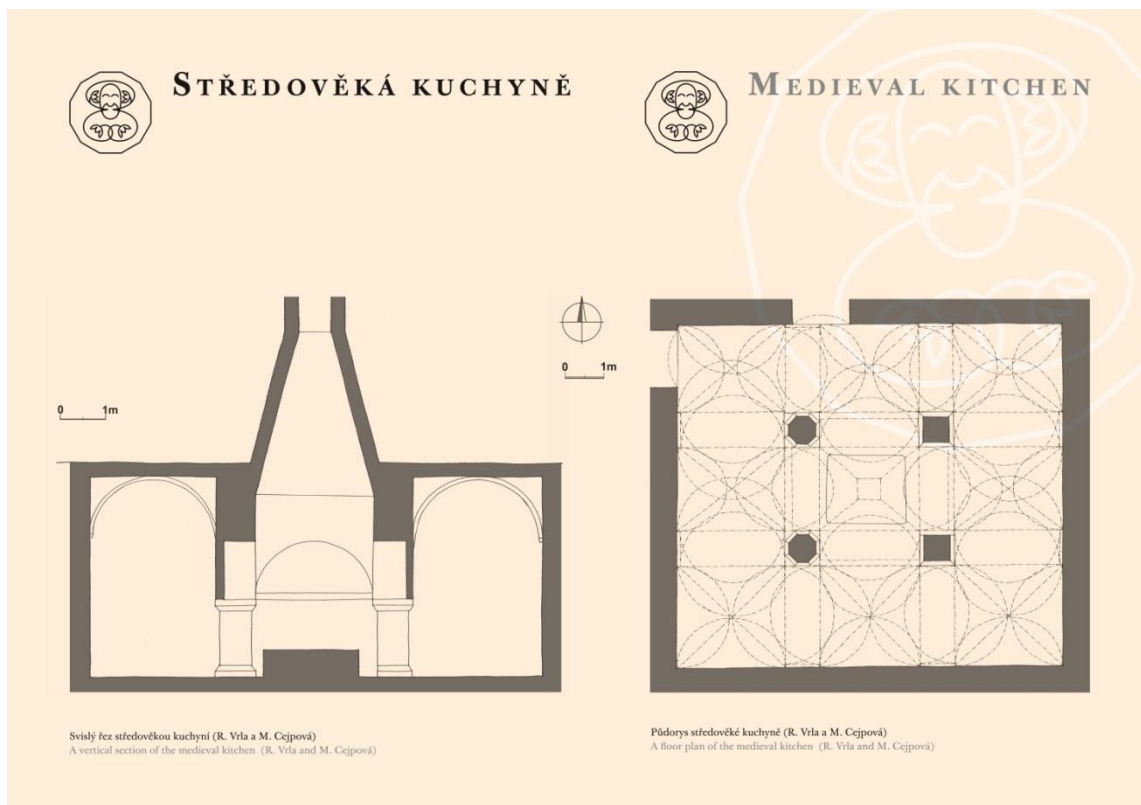 STŘEDOVĚKÁ KUCHYNĚ
MEDIEVAL KITCHEN
0 1m
0 1m
Svislý řez středověkou kuchyní (R. Vrla a M. Cejpová)
A vertical section of the medieval kitchen (R. Vrla and M. Cejpová)
Půdorys středověké kuchyně (R. Vrla a M. Cejpová)
A floor plan of the medieval kitchen (R. Vrla and M. Cejpová)